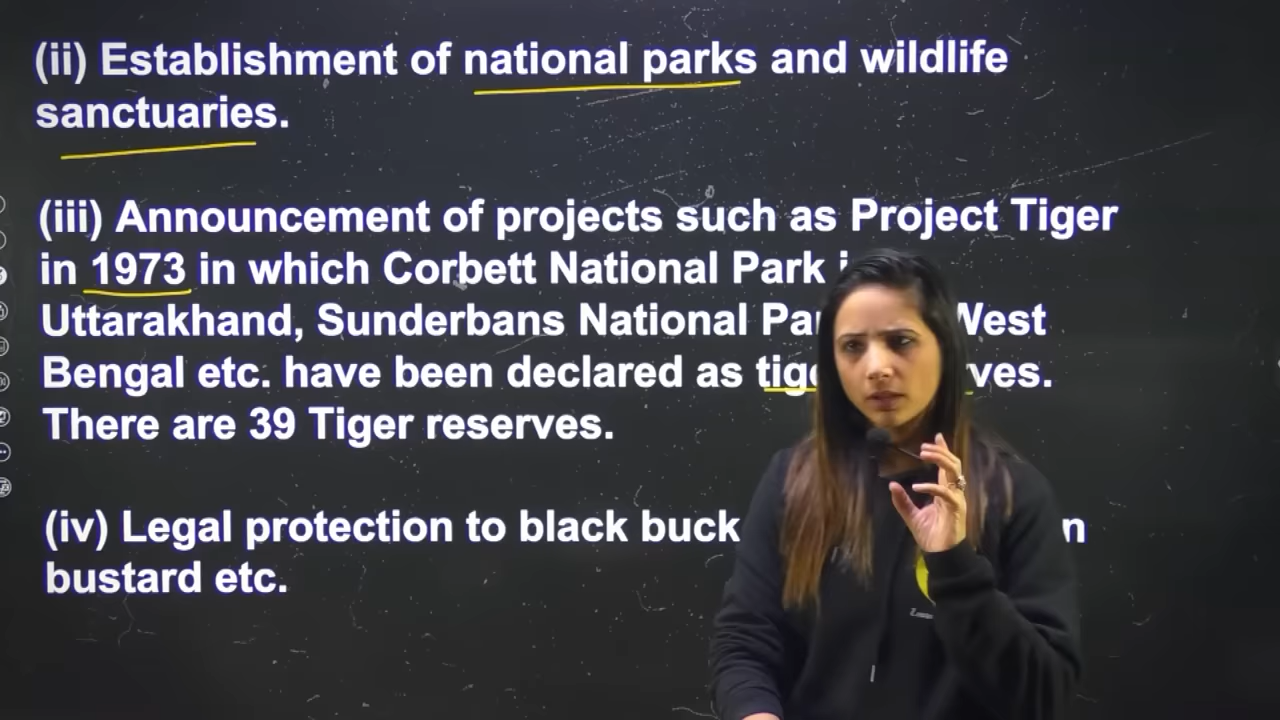 (ii) Establishment of national parks and wildlife
sanctuaries.
(iii) Announcement of projects such as Project Tiger
in 1973 in which Corbett National Park
Uttarakhand, Sunderbans National West
Bengal etc. have been declared as
There are 39 Tiger reserves.
(iv) Legal protection to black buck
bustard etc.